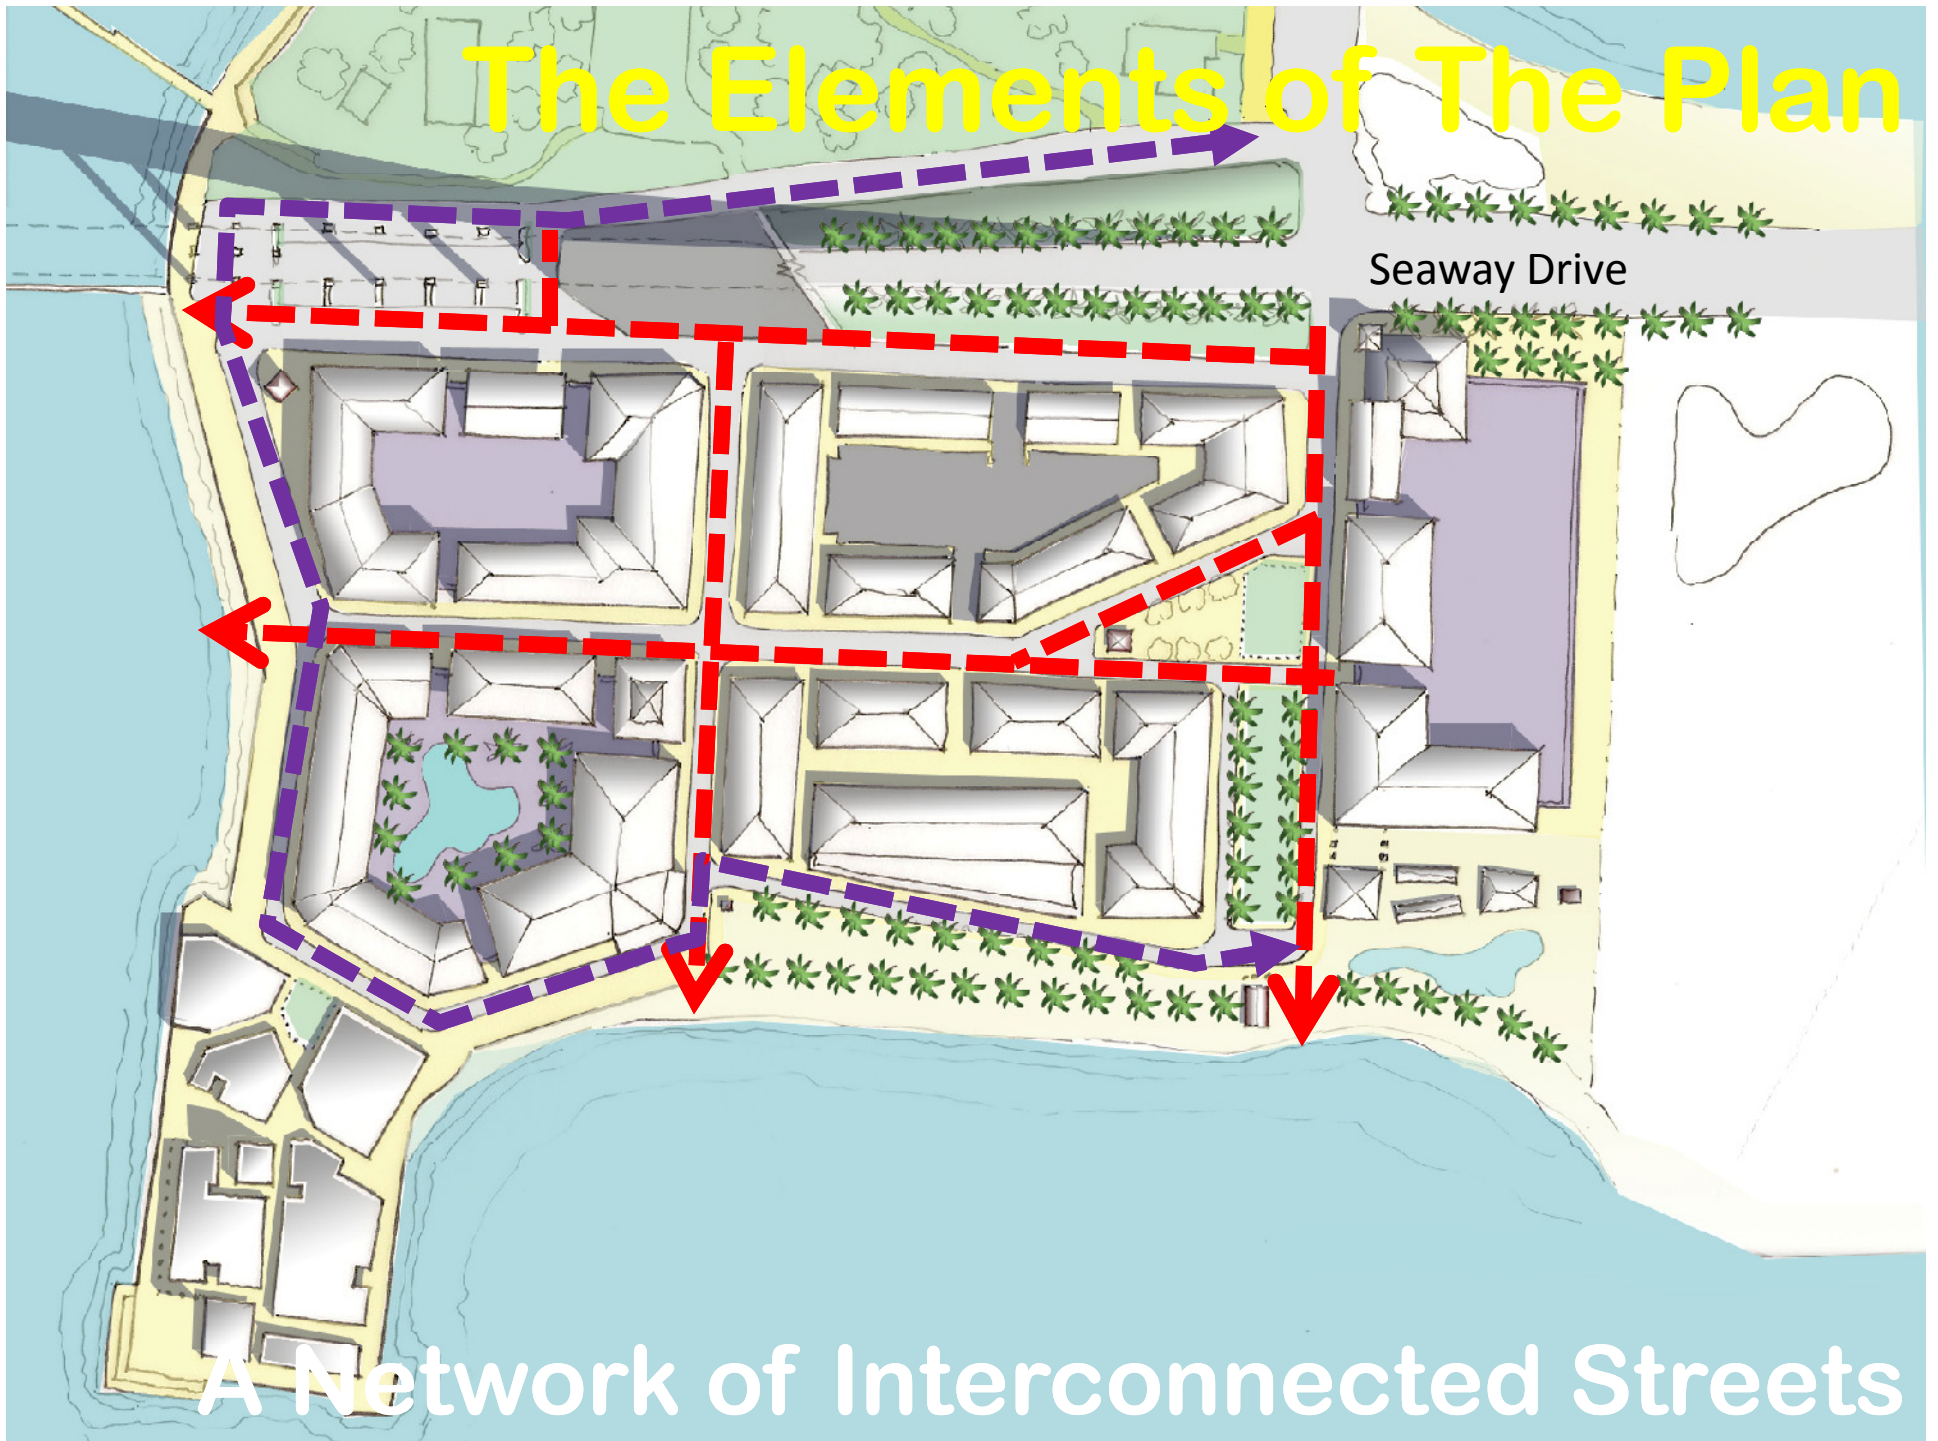 The Elements of The Plan
Seaway Drive
A Network of Interconnected Streets